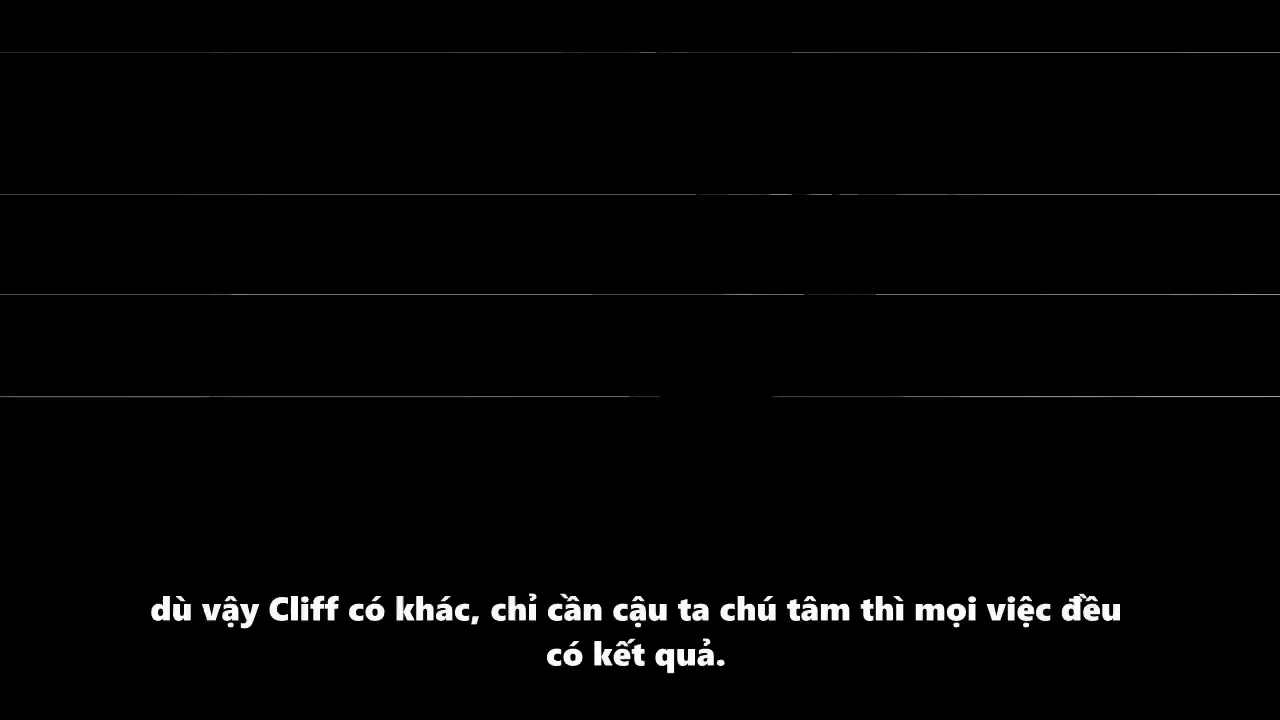 dù vậy Cliff có khác, chỉ cần cậu ta chú tâm thì mọi việc đều
có kết quả.